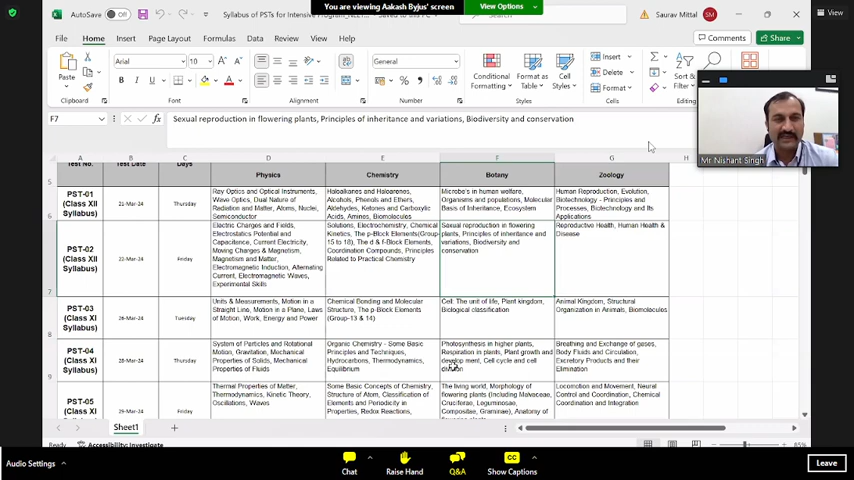 You are viewing Aakash Byjus' screen
View Options
View
AutoSave
Off
Syllabus of PSTs for Intensive Program_NEET
Saurav Mittal
SM
File
Home
Insert
Page Layout
Formulas
Data
Review
View
Help
Comments
Share
Paste
Clipboard
Arial
10
Font
Alignment
General
Number
Conditional
Formatting
Format as
Table
Cell
Styles
Styles
Insert
Delete
Format
Cells
Sort &
Filter
Editing
Mr Nishant Singh
F7
Sexual reproduction in flowering plants, Principles of inheritance and variations, Biodiversity and conservation
A B C D E F G H
Test No. Test Date Days
Physics Chemistry Botany Zoology
5
PST-01
(Class XII
Syllabus)
21-Mar-24
Thursday
Ray Optics and Optical Instruments,
Wave Optics, Dual Nature of
Radiation and Matter, Atoms, Nuclei,
Semiconductor
Haloalkanes and Haloarenes,
Alcohols, Phenols and Ethers,
Aldehydes, Ketones and Carboxylic
Acids, Amines, Biomolecules
Microbe's in human welfare,
Organisms and populations, Molecular
Basis of Inheritance, Ecosystem
Human Reproduction, Evolution,
Biotechnology - Principles and
Processes, Biotechnology and Its
Applications
6
PST-02
(Class XII
Syllabus)
22-Mar-24
Friday
Electric Charges and Fields,
Electrostatics Potential and
Capacitance, Current Electricity,
Moving Charges & Magnetism,
Magnetism and Matter,
Electromagnetic Induction, Alternating
Current, Electromagnetic Waves,
Experimental Skills
Solutions, Electrochemistry, Chemical
Kinetics, The p-Block Elements(Group-
15 to 18), The d & f-Block Elements,
Coordination Compounds, Principles
Related to Practical Chemistry
Sexual reproduction in flowering
plants, Principles of inheritance and
variations, Biodiversity and
conservation
Reproductive Health, Human Health &
Disease
7
PST-03
(Class XI
Syllabus)
26-Mar-24
Tuesday
Units & Measurements, Motion in a
Straight Line, Motion in a Plane, Laws
of Motion, Work, Energy and Power
Chemical Bonding and Molecular
Structure, The p-Block Elements
(Group-13 & 14)
Cell: The unit of life, Plant kingdom,
Biological classification
Animal Kingdom, Structural
Organization in Animals, Biomolecules
8
PST-04
(Class XI
Syllabus)
28-Mar-24
Thursday
System of Particles and Rotational
Motion, Gravitation, Mechanical
Properties of Solids, Mechanical
Properties of Fluids
Organic Chemistry - Some Basic
Principles and Techniques,
Hydrocarbons, Thermodynamics,
Equilibrium
Photosynthesis in higher plants,
Respiration in plants, Plant growth and
development, Cell cycle and cell
division
Breathing and Exchange of gases,
Body Fluids and Circulation,
Excretory Products and their
Elimination
9
PST-05
(Class XI
Syllabus)
29-Mar-24
Friday
Thermal Properties of Matter,
Thermodynamics, Kinetic Theory,
Oscillations, Waves
Some Basic Concepts of Chemistry,
Structure of Atom, Classification of
Elements and Periodicity in
Properties, Redox Reactions,
The living world, Morphology of
flowering plants (including Malvaceae,
Cruciferae, Leguminosae,
Compositae, Graminae), Anatomy of
Locomotion and Movement, Neural
Control and Coordination, Chemical
Coordination and Integration
Sheet1
Ready
Accessibility: Investigate
85%
Audio Settings
Chat
Raise Hand
Q&A
Show Captions
Leave